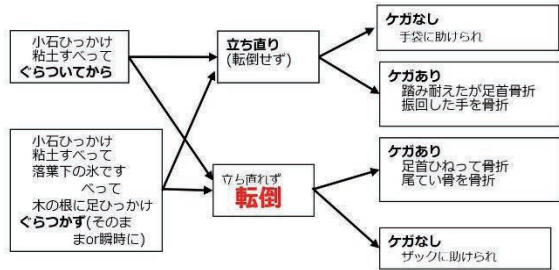 小石ひっかけ
粘土すべって
ぐらついてから
小石ひっかけ
粘土すべって
落葉下の氷です
べって
木の根に足ひっかけ
ぐらつかず(そのま
まor瞬時に)
立ち直り
(転倒せず)
立ち直れず
転倒
ケガなし
手袋に助けられ
ケガあり
踏み耐えたが足首骨折
振回した手を骨折
ケガあり
足首ひねって骨折
尾てい骨を骨折
ケガなし
ザックに助けられ